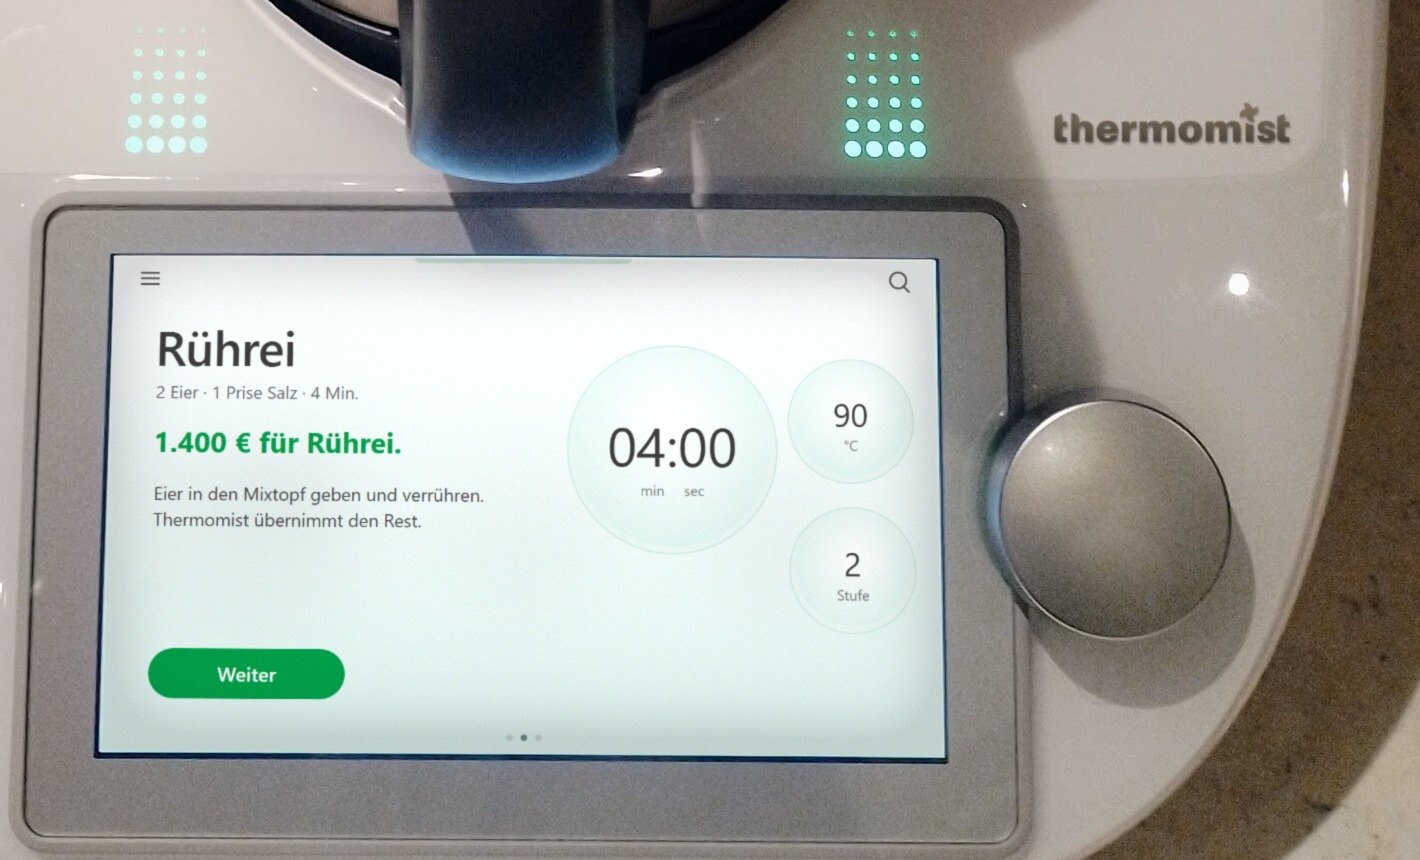 thermomist
Rührei
2 Eier · 1 Prise Salz · 4 Min.
1.400 € für Rührei.
Eier in den Mixtopf geben und verrühren.
Thermomist übernimmt den Rest.
04:00
min sec
90
°C
2
Stufe
Weiter